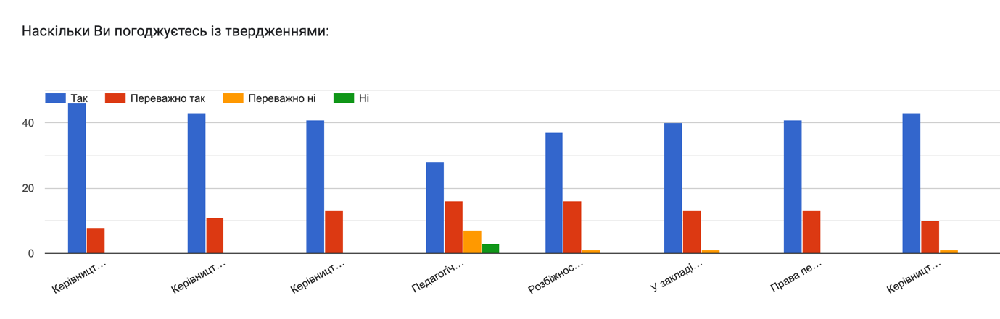 Наскільки Ви погоджуєтесь із твердженнями:
Так Переважно так Переважно ні Ні
40
20
0
Керівницт… Керівницт… Керівницт… Педагогіч… Розбіжнос… У закладі… Права пе… Керівницт…